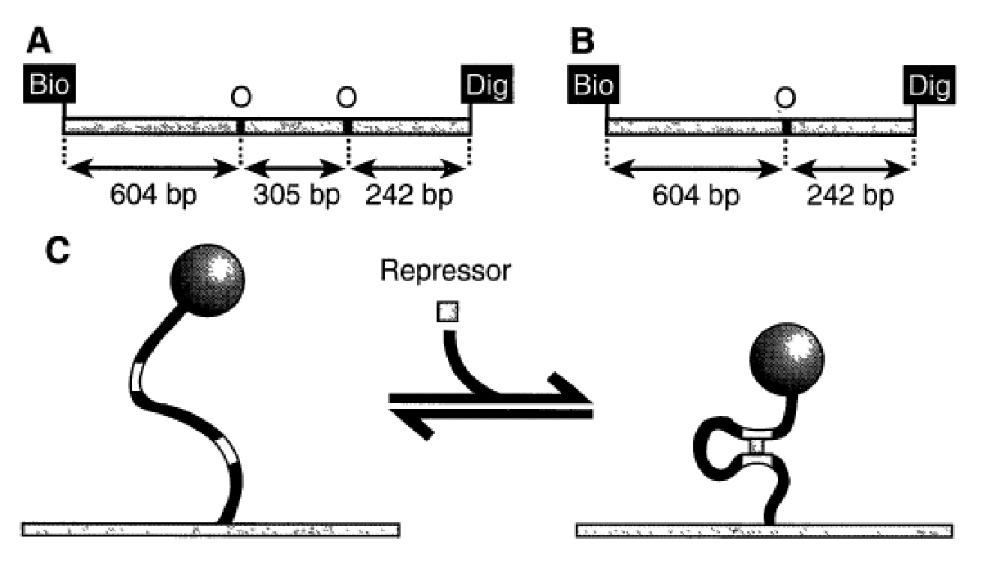 A
B
Bio
Dig
Bio
Dig
O
O
O
604 bp
305 bp
242 bp
604 bp
242 bp
C
Repressor